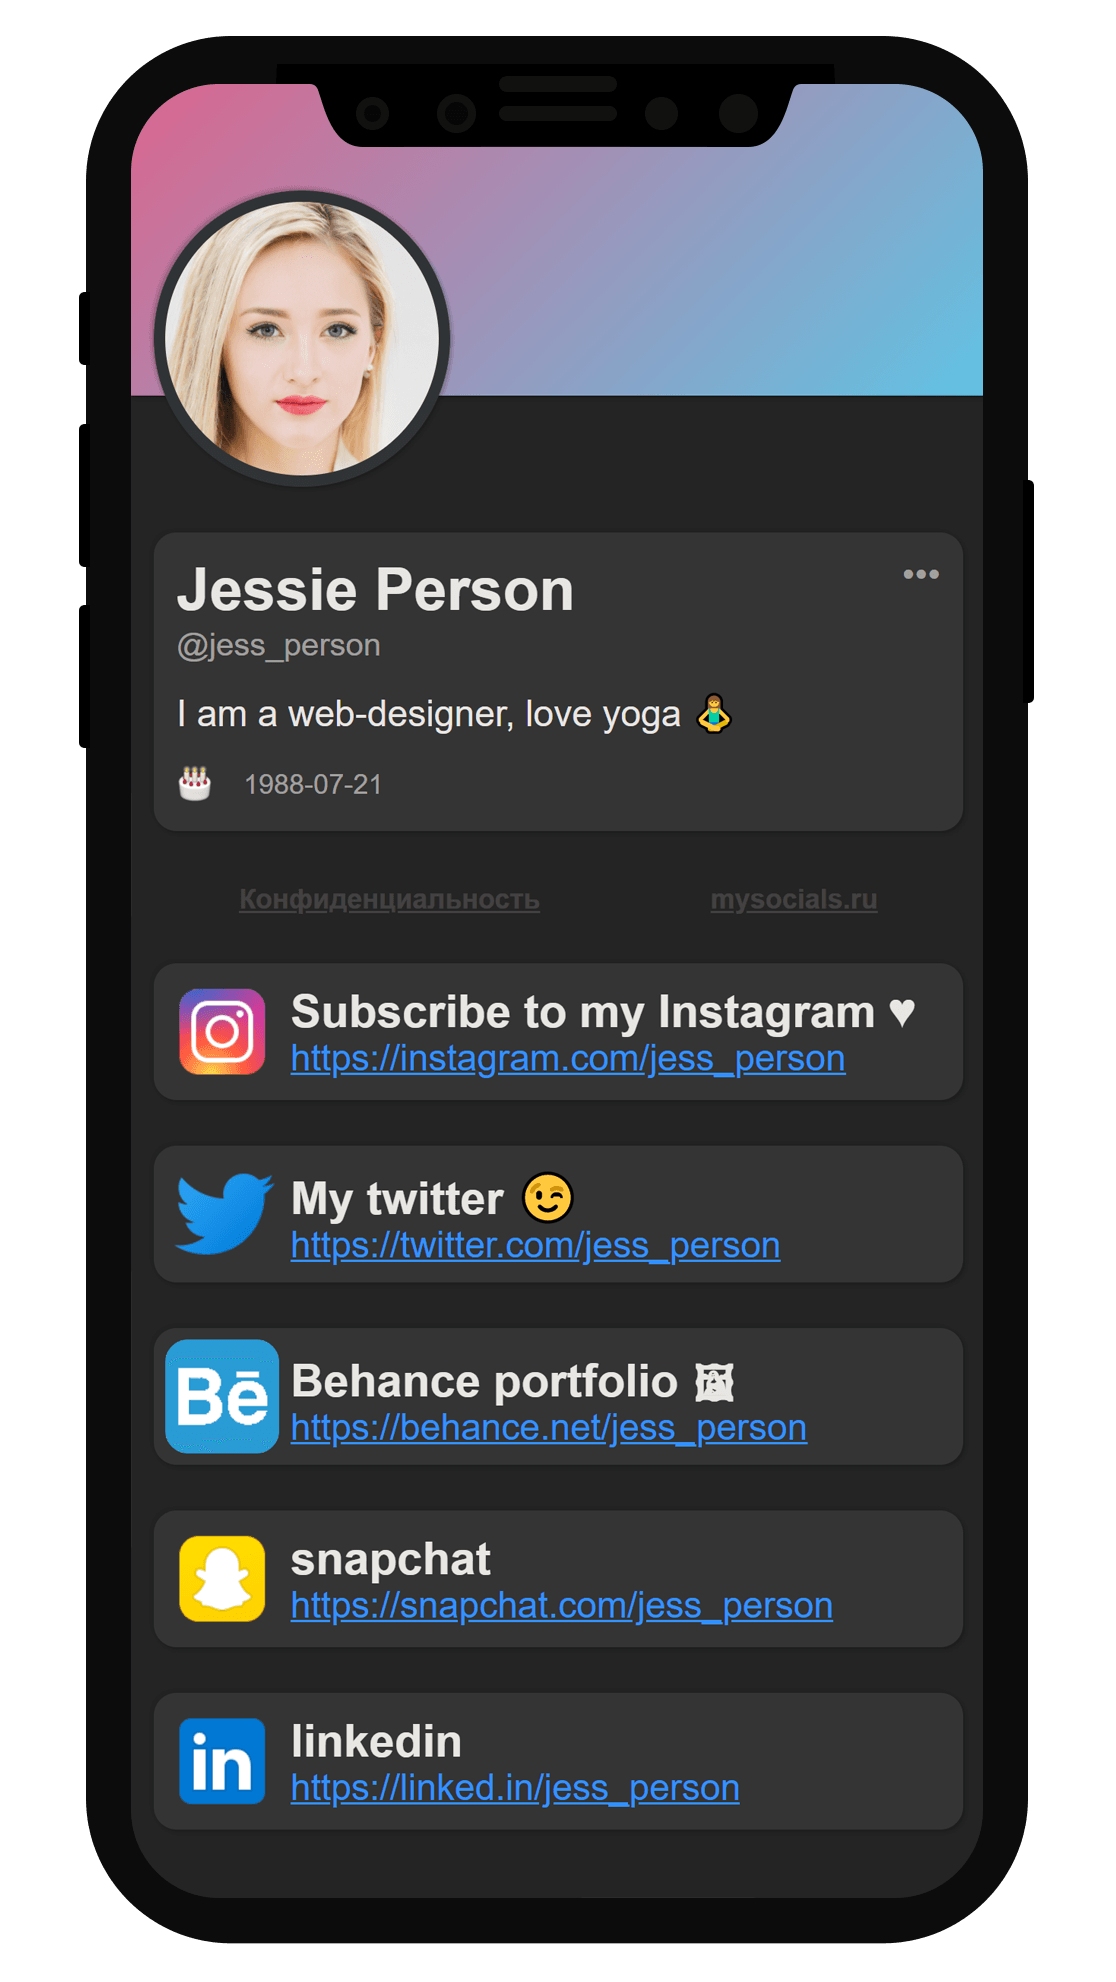 Jessie Person
@jess_person
I am a web-designer, love yoga 🧘‍♀️
🎂 1988-07-21
Конфиденциальность mysocials.ru
Subscribe to my Instagram ♥
https://instagram.com/jess_person
My twitter 😉
https://twitter.com/jess_person
Bē
Behance portfolio 🖼
https://behance.net/jess_person
snapchat
https://snapchat.com/jess_person
in
linkedin
https://linked.in/jess_person